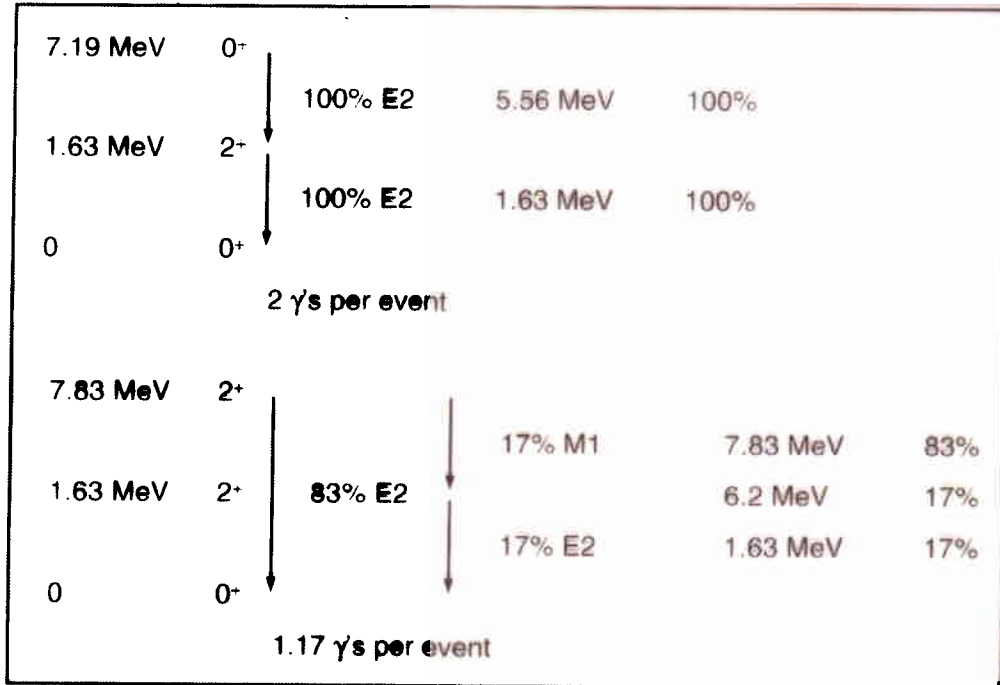 7.19 MeV 0⁺
100% E2 5.56 MeV 100%
1.63 MeV 2⁺
100% E2 1.63 MeV 100%
0 0⁺
2 γ's per event
7.83 MeV 2⁺
17% M1 7.83 MeV 83%
1.63 MeV 2⁺ 83% E2 6.2 MeV 17%
17% E2 1.63 MeV 17%
0 0⁺
1.17 γ's per event